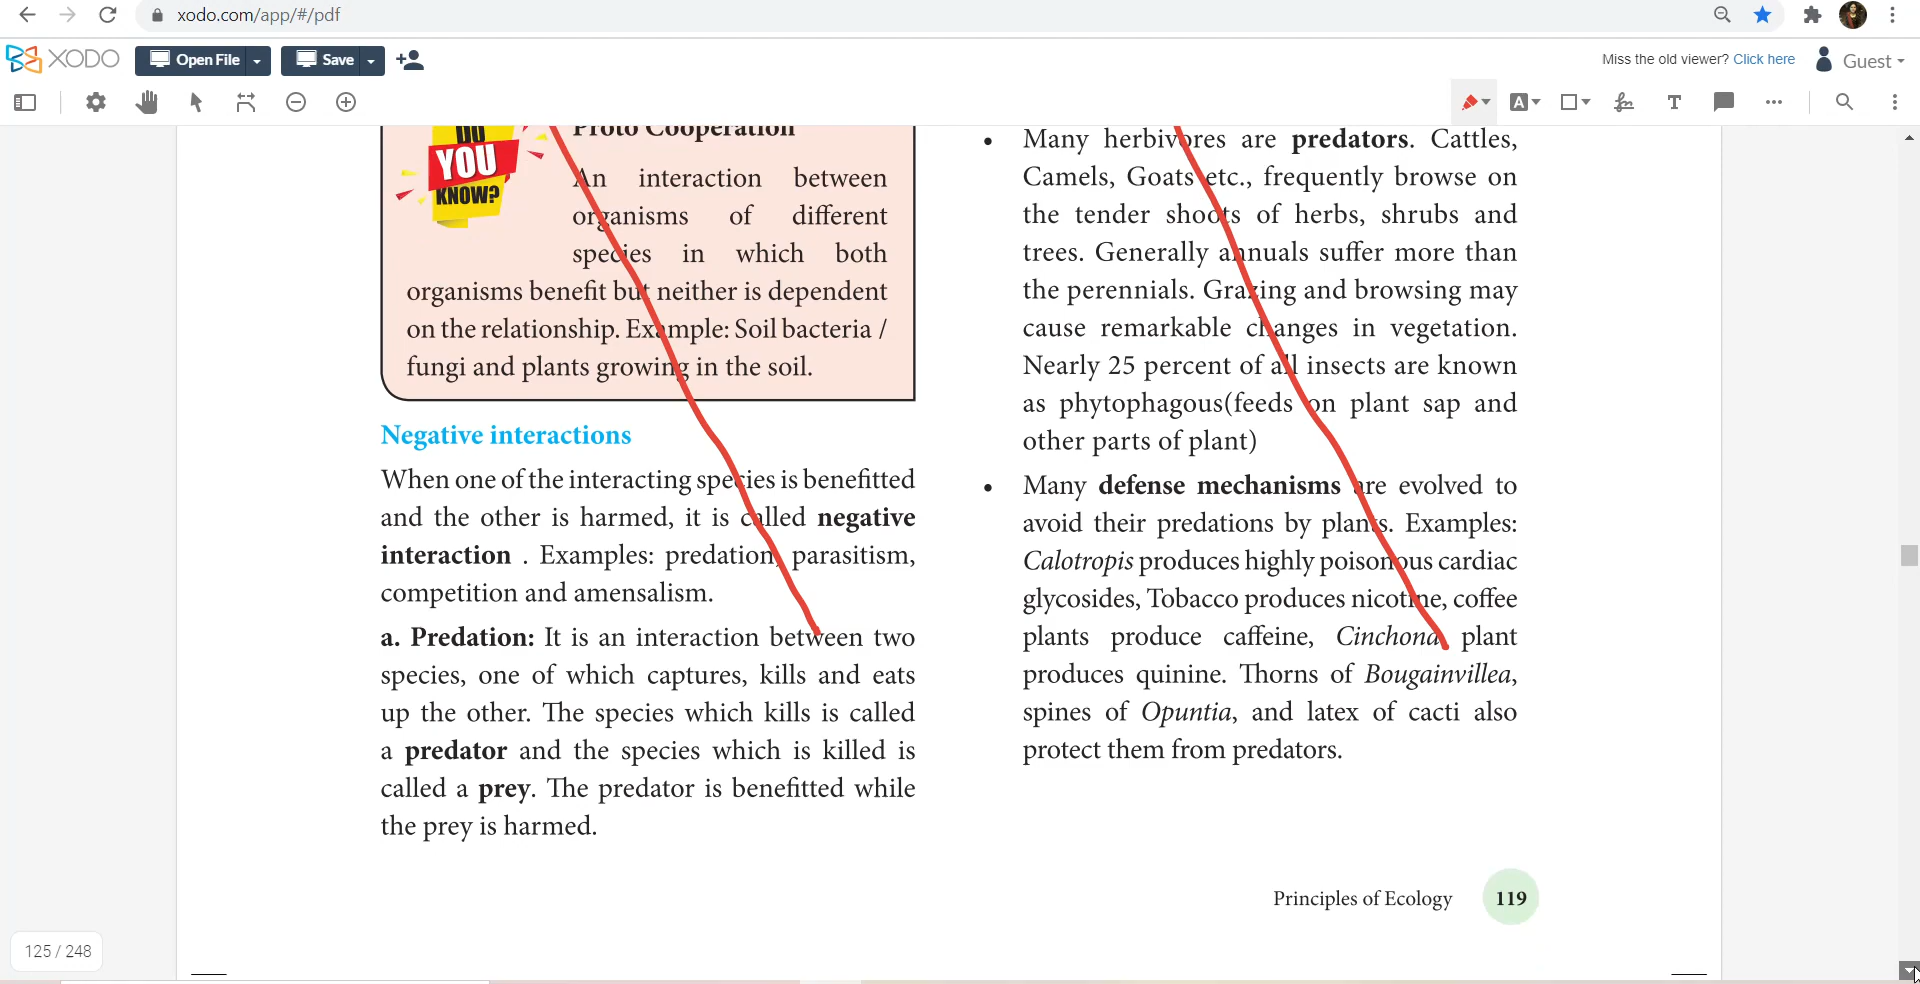 xodo.com/app/#/pdf
XODO
Open File
Save
Miss the old viewer? Click here
Guest
A
T
DO
YOU
KNOW?
Proto Cooperation
An interaction between
organisms of different
species in which both
organisms benefit but neither is dependent
on the relationship. Example: Soil bacteria /
fungi and plants growing in the soil.
Negative interactions
When one of the interacting species is benefitted
and the other is harmed, it is called negative
interaction . Examples: predation, parasitism,
competition and amensalism.
a. Predation: It is an interaction between two
species, one of which captures, kills and eats
up the other. The species which kills is called
a predator and the species which is killed is
called a prey. The predator is benefitted while
the prey is harmed.
• Many herbivores are predators. Cattles,
Camels, Goats etc., frequently browse on
the tender shoots of herbs, shrubs and
trees. Generally annuals suffer more than
the perennials. Grazing and browsing may
cause remarkable changes in vegetation.
Nearly 25 percent of all insects are known
as phytophagous(feeds on plant sap and
other parts of plant)
• Many defense mechanisms are evolved to
avoid their predations by plants. Examples:
Calotropis produces highly poisonous cardiac
glycosides, Tobacco produces nicotine, coffee
plants produce caffeine, Cinchona plant
produces quinine. Thorns of Bougainvillea,
spines of Opuntia, and latex of cacti also
protect them from predators.
Principles of Ecology 119
125 / 248